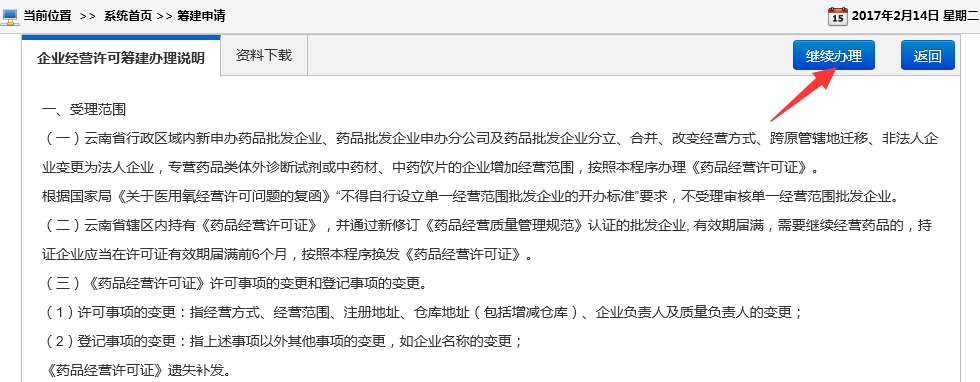 当前位置 >> 系统首页 >> 筹建申请
15 2017年2月14日 星期二
企业经营许可筹建办理说明 资料下载 继续办理 返回
一、受理范围
（一）云南省行政区域内新申办药品批发企业、药品批发企业申办分公司及药品批发企业分立、合并、改变经营方式、跨原管辖地迁移、非法人企
业变更为法人企业，专营药品类体外诊断试剂或中药材、中药饮片的企业增加经营范围，按照本程序办理《药品经营许可证》。
根据国家局《关于医用氧经营许可问题的复函》“不得自行设立单一经营范围批发企业的开办标准”要求，不受理审核单一经营范围批发企业。
（二）云南省辖区内持有《药品经营许可证》，并通过新修订《药品经营质量管理规范》认证的批发企业, 有效期届满，需要继续经营药品的，持
证企业应当在许可证有效期届满前6个月，按照本程序换发《药品经营许可证》。
（三）《药品经营许可证》许可事项的变更和登记事项的变更。
（1）许可事项的变更：指经营方式、经营范围、注册地址、仓库地址（包括增减仓库）、企业负责人及质量负责人的变更；
（2）登记事项的变更：指上述事项以外其他事项的变更，如企业名称的变更；
《药品经营许可证》遗失补发。